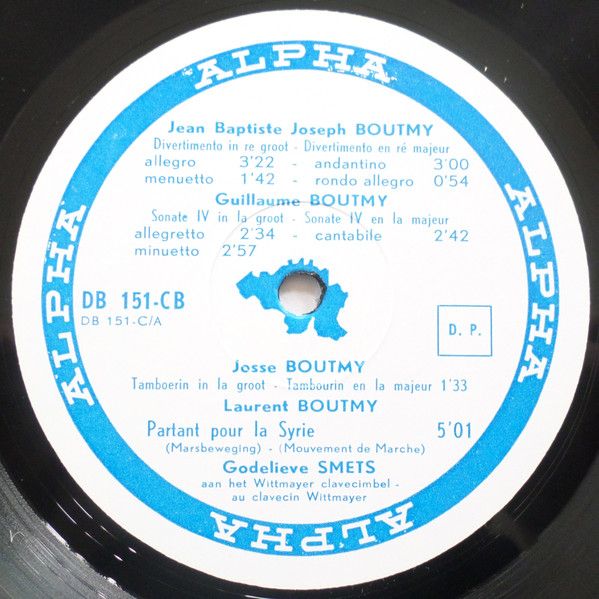 ALPHA
Jean Baptiste Joseph BOUTMY
Divertimento in re groot - Divertimento en ré majeur
allegro 3'22 - andantino 3'00
menuetto 1'42 - rondo allegro 0'54
Guillaume BOUTMY
Sonate IV in la groot - Sonate IV en la majeur
allegretto 2'34 - cantabile 2'42
minuetto 2'57
ALPHA
ALPHA
DB 151-CB
DB 151-C/A
D. P.
Josse BOUTMY
Tamboerin in la groot - Tambourin en la majeur 1'33
Laurent BOUTMY
Partant pour la Syrie 5'01
(Marsbeweging) - (Mouvement de Marche)
Godelieve SMETS
aan het Wittmayer clavecimbel -
au clavecin Wittmayer
ALPHA